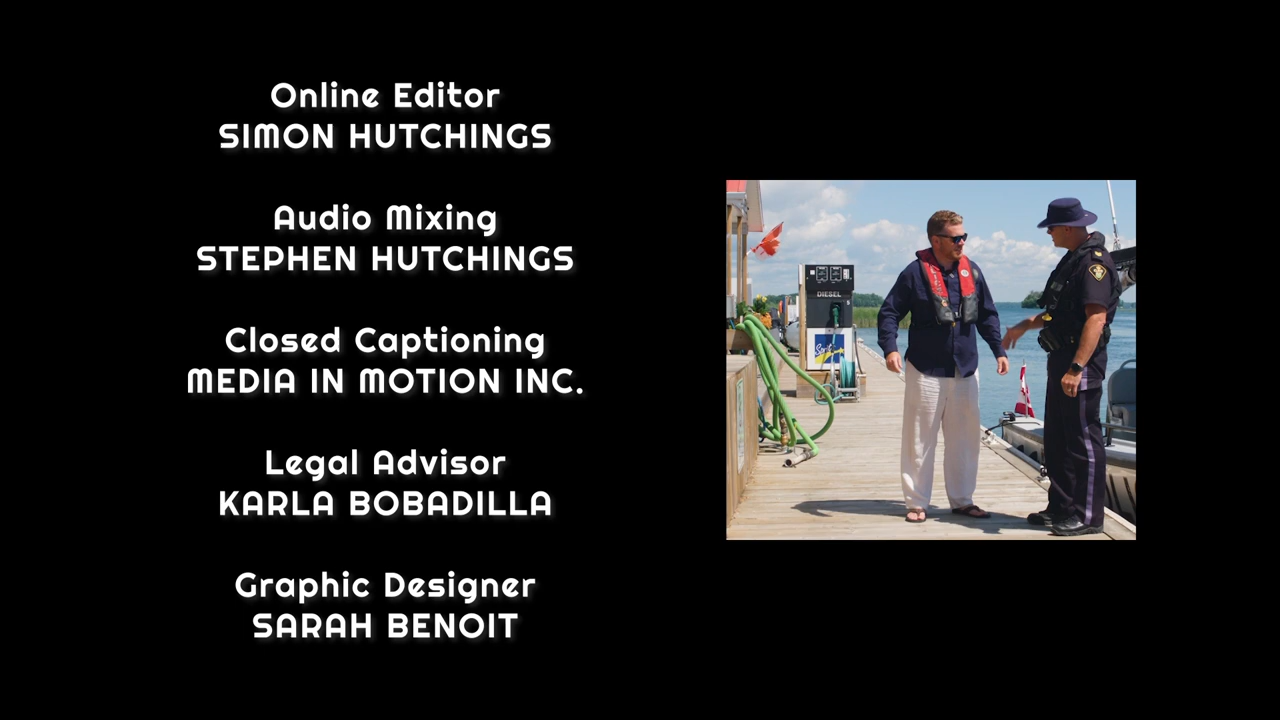 Online Editor
SIMON HUTCHINGS
Audio Mixing
STEPHEN HUTCHINGS
Closed Captioning
MEDIA IN MOTION INC.
Legal Advisor
KARLA BOBADILLA
Graphic Designer
SARAH BENOIT
DIESEL